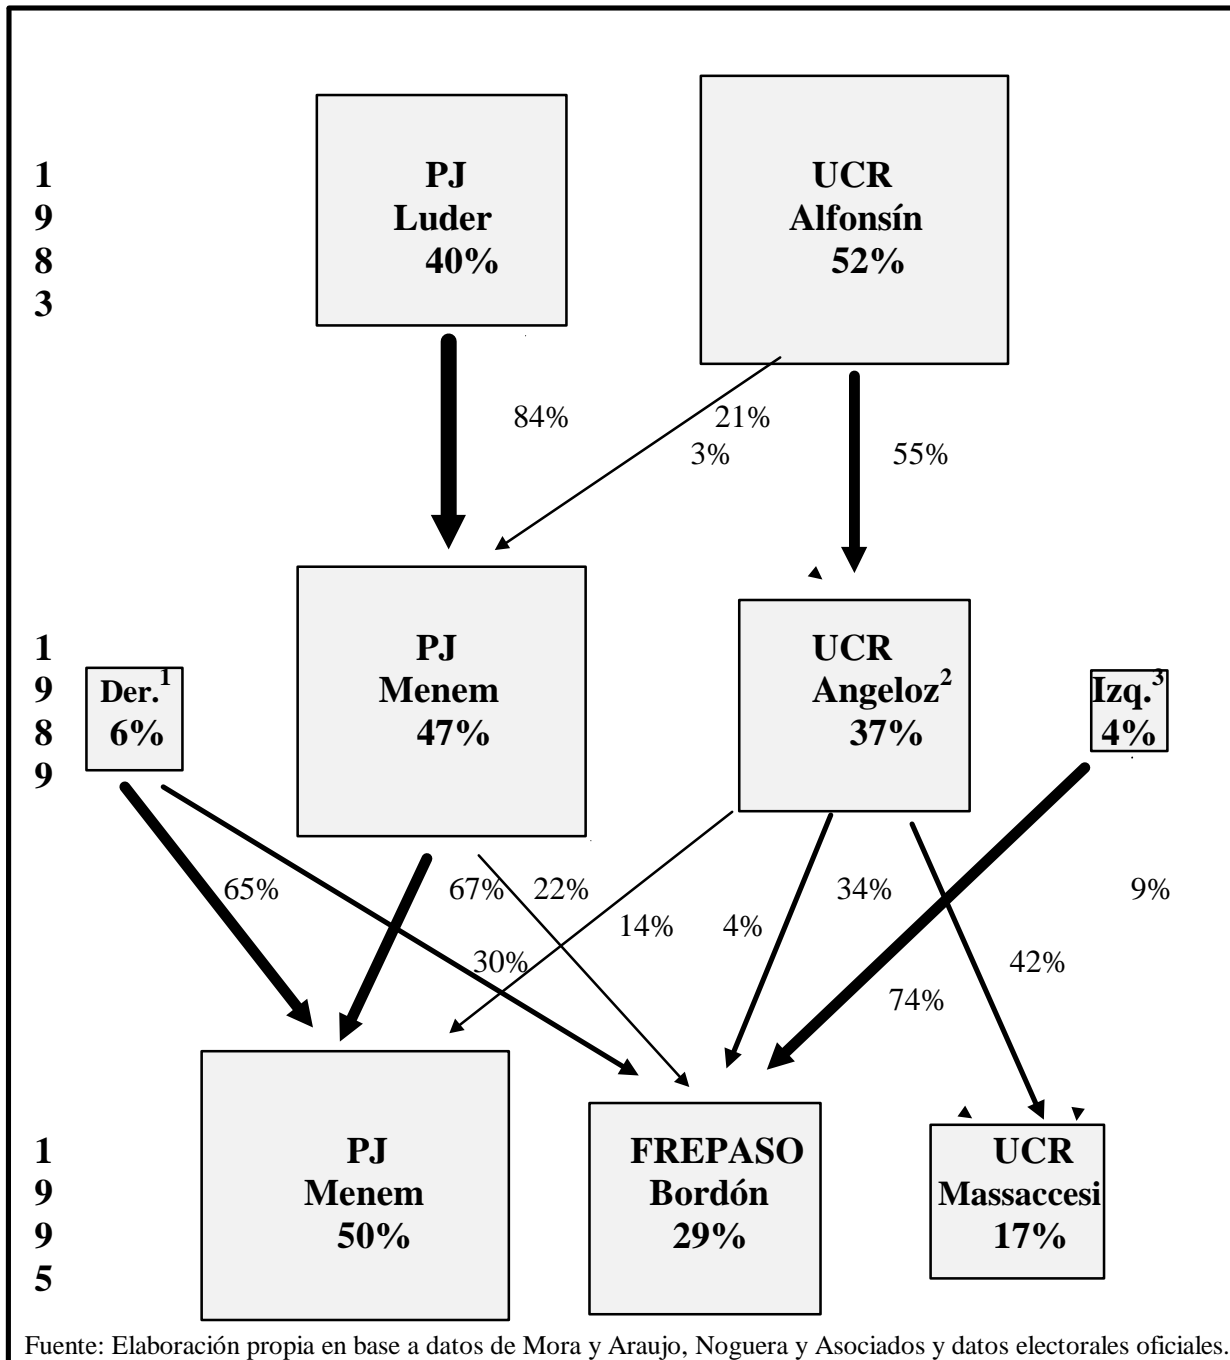 1
9
8
3
PJ
Luder
40%
UCR
Alfonsín
52%
84%
21%
3%
55%
1
9
8
9
Der.1
6%
PJ
Menem
47%
UCR
Angeloz2
37%
Izq.3
4%
65%
67%
22%
34%
9%
14%
4%
30%
42%
74%
1
9
9
5
PJ
Menem
50%
FREPASO
Bordón
29%
UCR
Massaccesi
17%
Fuente: Elaboración propia en base a datos de Mora y Araujo, Noguera y Asociados y datos electorales oficiales.